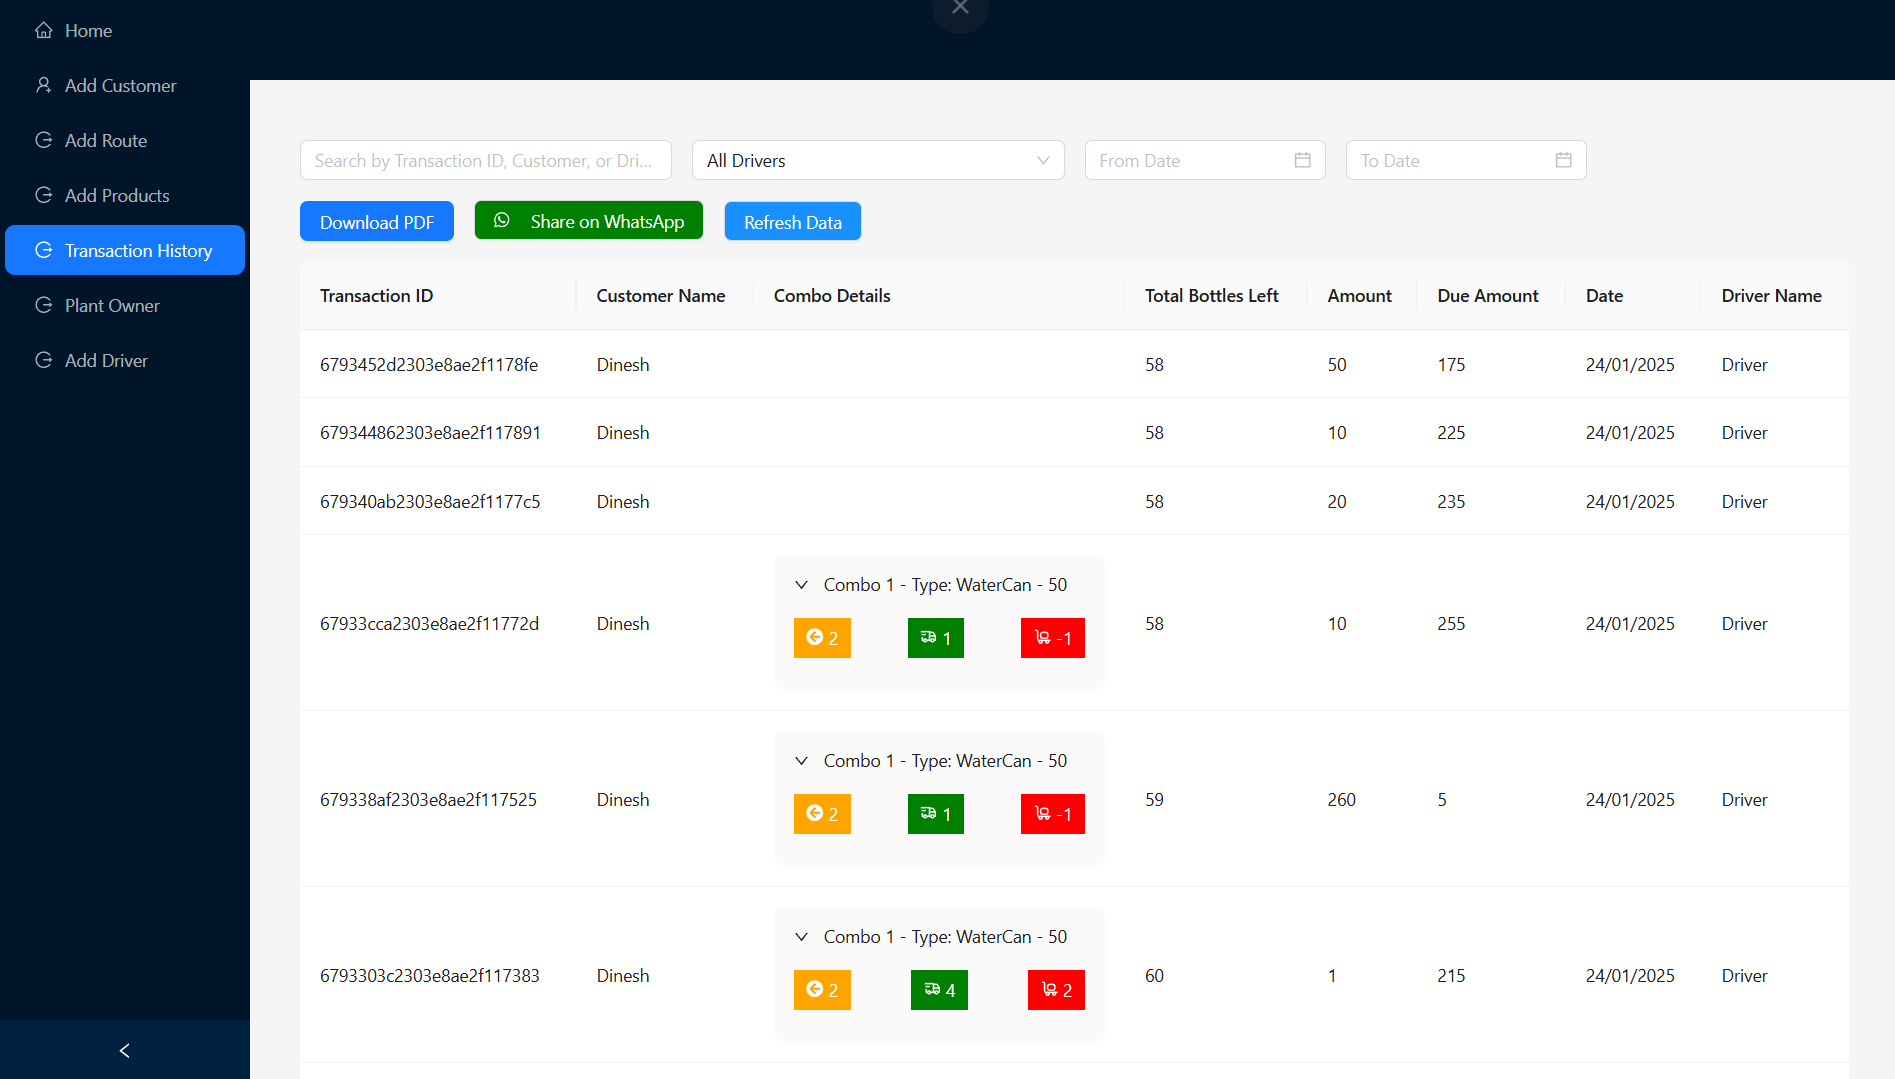 Home
Add Customer
Add Route
Add Products
Transaction History
Plant Owner
Add Driver
Search by Transaction ID, Customer, or Dri...
All Drivers
From Date
To Date
Download PDF
Share on WhatsApp
Refresh Data
Transaction ID Customer Name Combo Details Total Bottles Left Amount Due Amount Date Driver Name
6793452d2303e8ae2f1178fe Dinesh 58 50 175 24/01/2025 Driver
679344862303e8ae2f117891 Dinesh 58 10 225 24/01/2025 Driver
679340ab2303e8ae2f1177c5 Dinesh 58 20 235 24/01/2025 Driver
Combo 1 - Type: WaterCan - 50
67933cca2303e8ae2f11772d Dinesh 58 10 255 24/01/2025 Driver
2 1 -1
Combo 1 - Type: WaterCan - 50
679338af2303e8ae2f117525 Dinesh 59 260 5 24/01/2025 Driver
2 1 -1
Combo 1 - Type: WaterCan - 50
6793303c2303e8ae2f117383 Dinesh 60 1 215 24/01/2025 Driver
2 4 2